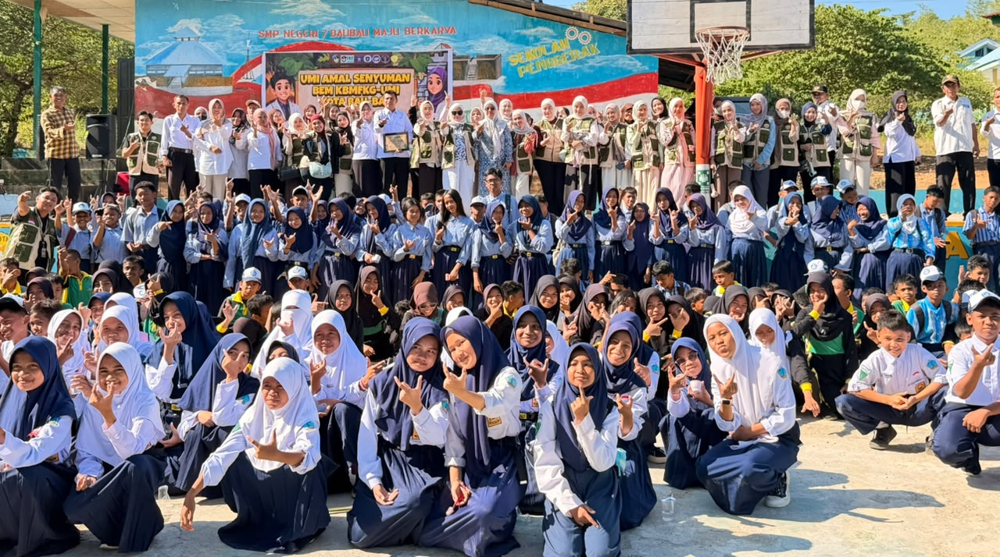 SMP NEGERI 7 BAUBAU MAJU BERKARYA
SEKOLAH
PENGGERAK
UMI AMAL SENYUMAN
BEM KBMFKG-UMI
KOTA BAUBAU